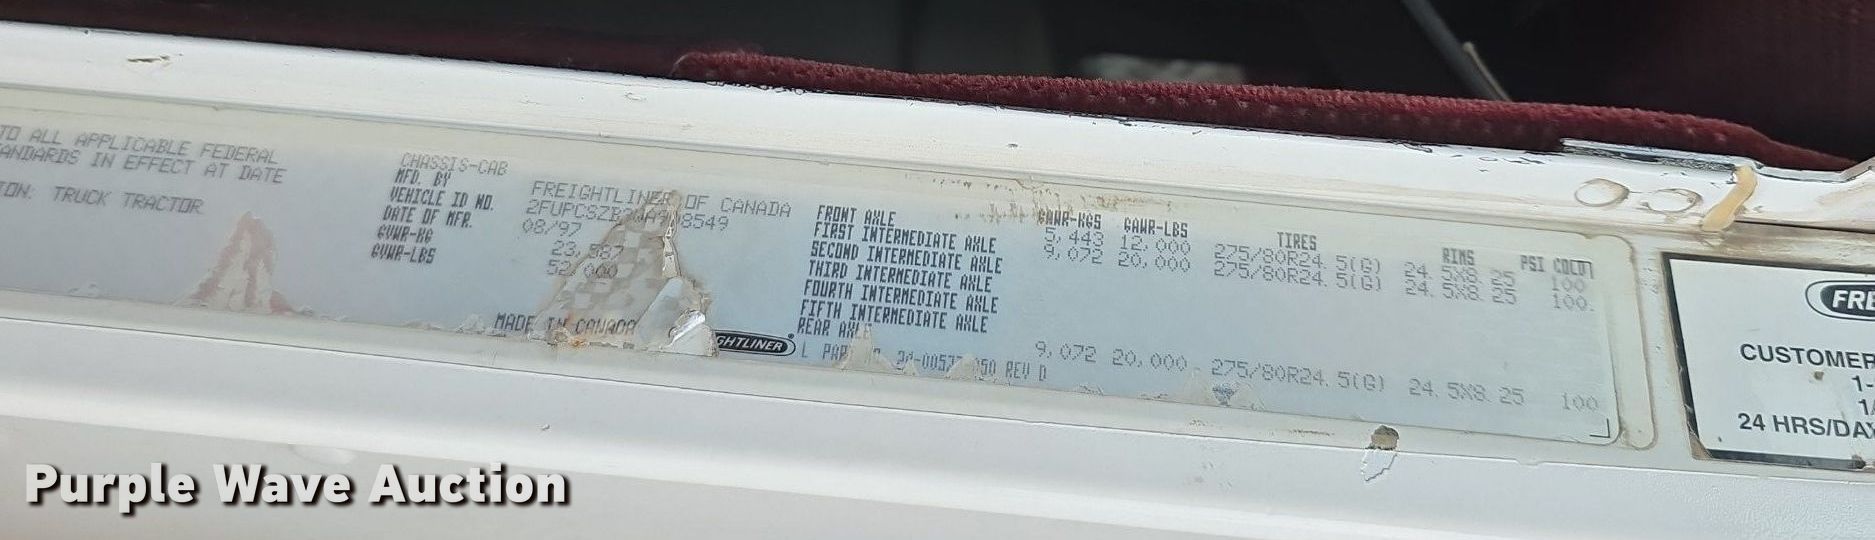 TO ALL APPLICABLE FEDERAL
ANDARDS IN EFFECT AT DATE
ION: TRUCK TRACTOR
CHASSIS-CAB
MFD. BY FREIGHTLINER OF CANADA
VEHICLE ID NO.
DATE OF MFR. 08/97
GVWR-KG 23,587
GVWR-LBS 52,000
MADE IN CANADA
GHTLINER
GAWR-KGS GAWR-LBS TIRES RIMS PSI COLD
FRONT AXLE 5,443 12,000 275/80R24.5(G) 24.5X8.25 100
FIRST INTERMEDIATE AXLE 9,072 20,000 275/80R24.5(G) 24.5X8.25 100
SECOND INTERMEDIATE AXLE
THIRD INTERMEDIATE AXLE
FOURTH INTERMEDIATE AXLE
FIFTH INTERMEDIATE AXLE
REAR AXLE 9,072 20,000 275/80R24.5(G) 24.5X8.25 100
REV D
FRE
CUSTOMER
1-
24 HRS/DAY
Purple Wave Auction